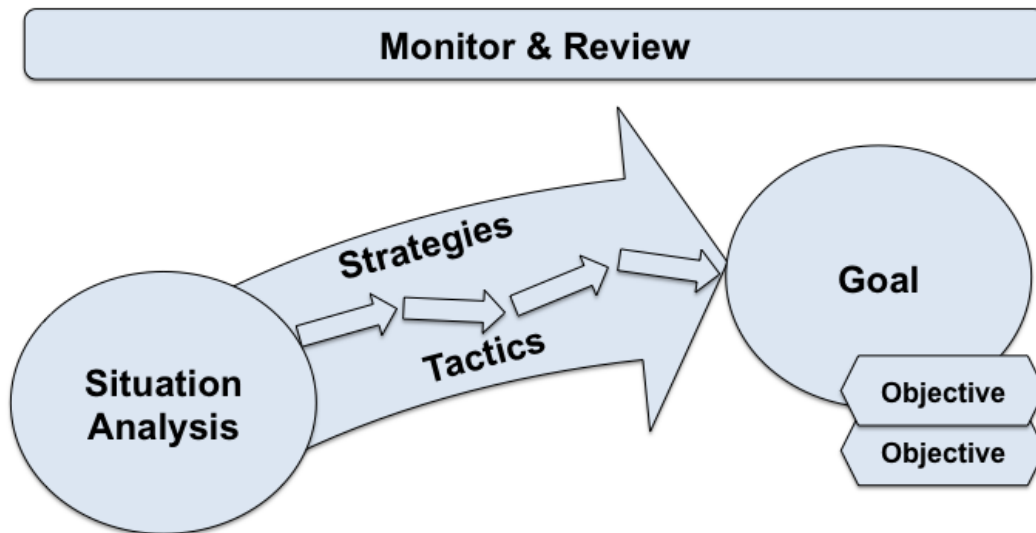 Monitor & Review
Strategies
Tactics
Situation
Analysis
Goal
Objective
Objective